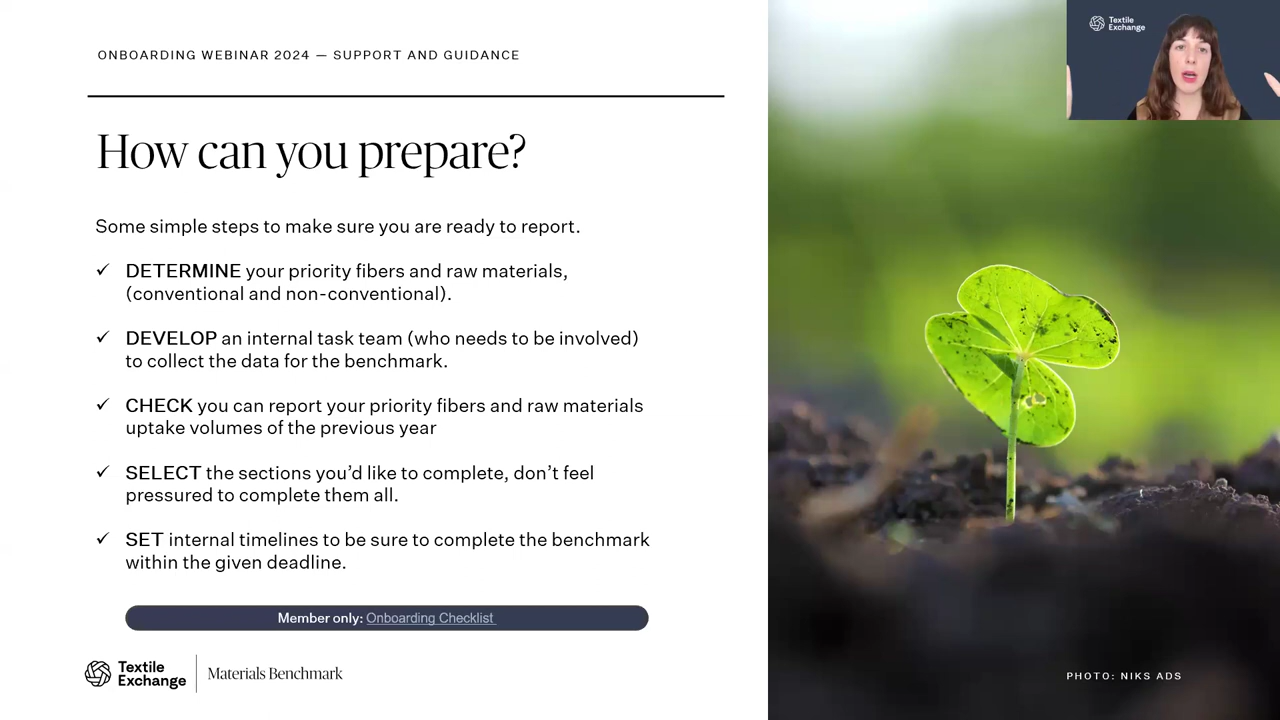 ONBOARDING WEBINAR 2024 — SUPPORT AND GUIDANCE
How can you prepare?
Some simple steps to make sure you are ready to report.
✓ DETERMINE your priority fibers and raw materials,
(conventional and non-conventional).
✓ DEVELOP an internal task team (who needs to be involved)
to collect the data for the benchmark.
✓ CHECK you can report your priority fibers and raw materials
uptake volumes of the previous year
✓ SELECT the sections you’d like to complete, don’t feel
pressured to complete them all.
✓ SET internal timelines to be sure to complete the benchmark
within the given deadline.
Member only: Onboarding Checklist
Textile
Exchange
Materials Benchmark
Textile
Exchange
PHOTO: NIKS ADS